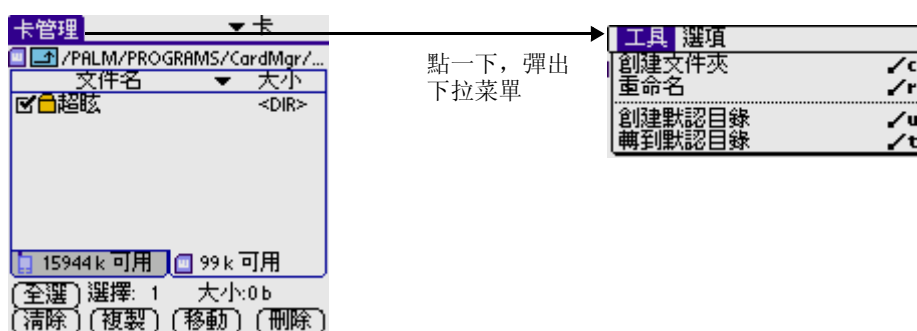 卡管理 卡
/PALM/PROGRAMS/CardMgr/...
文件名 大小
超眩 <DIR>
15944k 可用 99k 可用
全選 選擇: 1 大小:0b
清除 複製 移動 刪除
點一下，彈出
下拉菜單
工具 選項
創建文件夾 /c
重命名 /r
創建默認目錄 /u
轉到默認目錄 /t